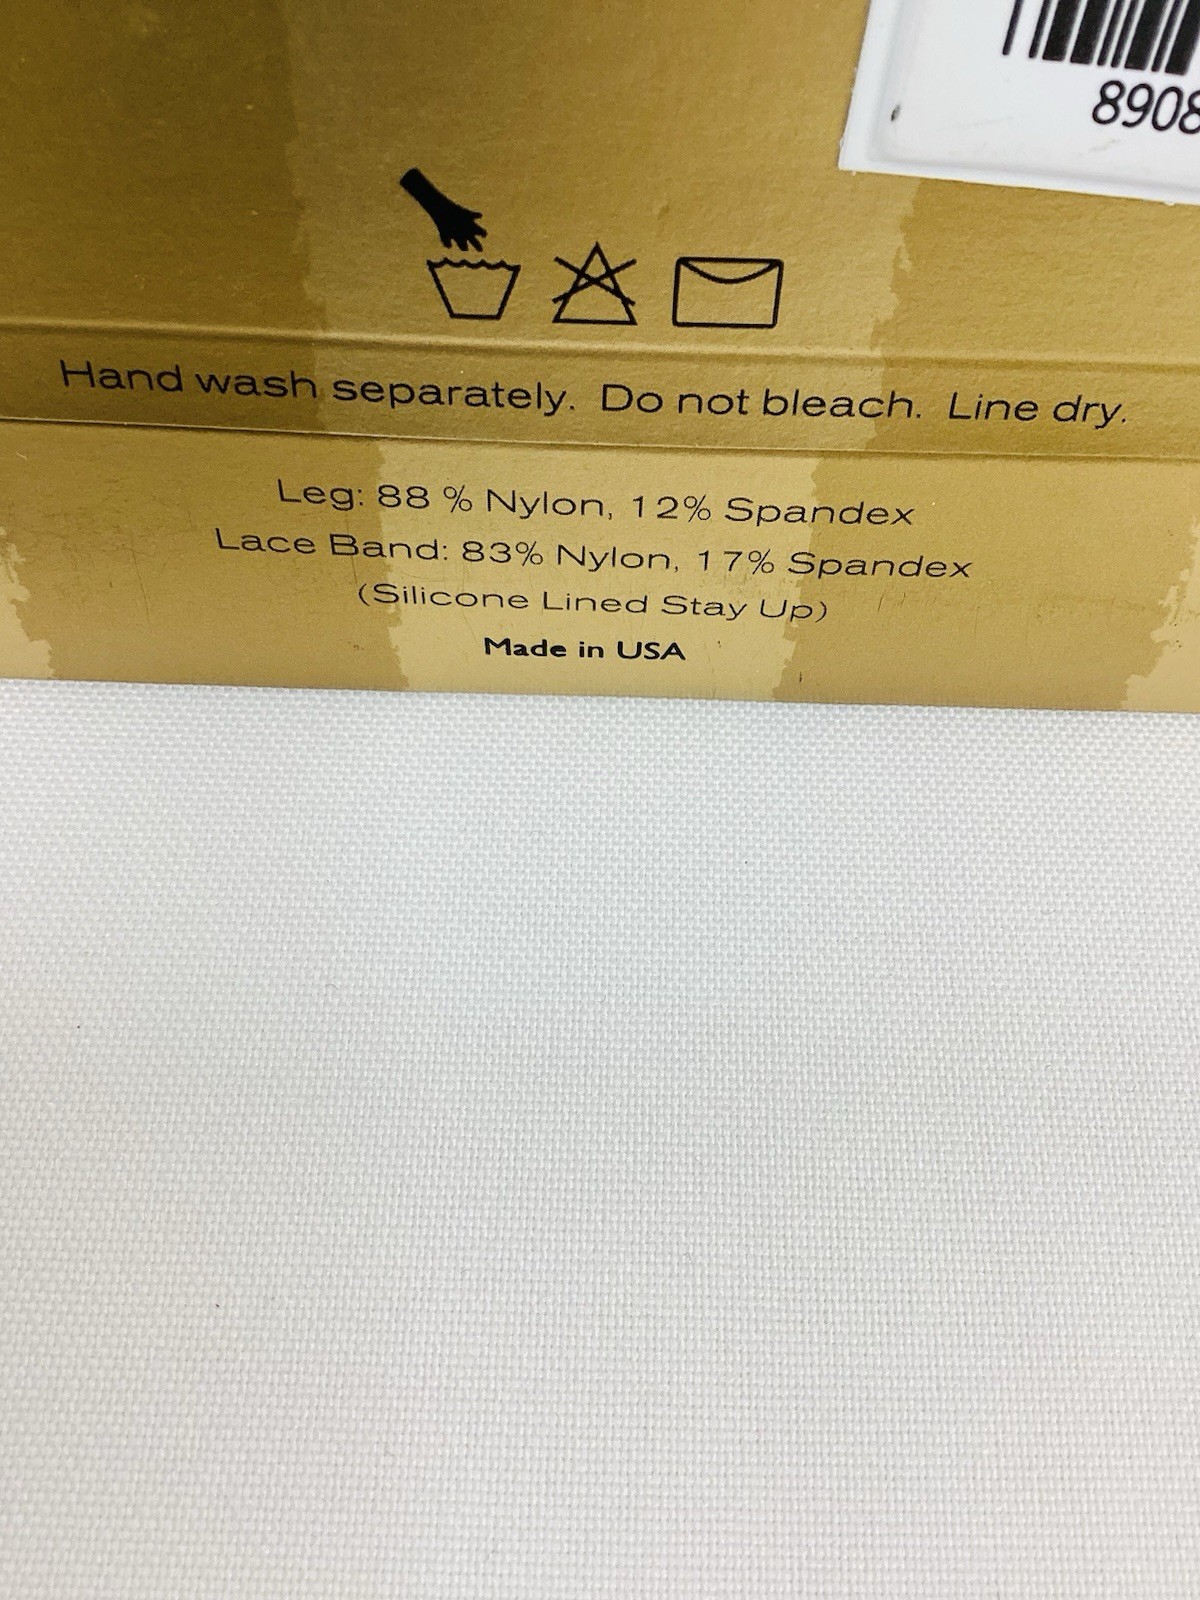 8908
Hand wash separately. Do not bleach. Line dry.
Leg: 88 % Nylon, 12% Spandex
Lace Band: 83% Nylon, 17% Spandex
(Silicone Lined Stay Up)
Made in USA